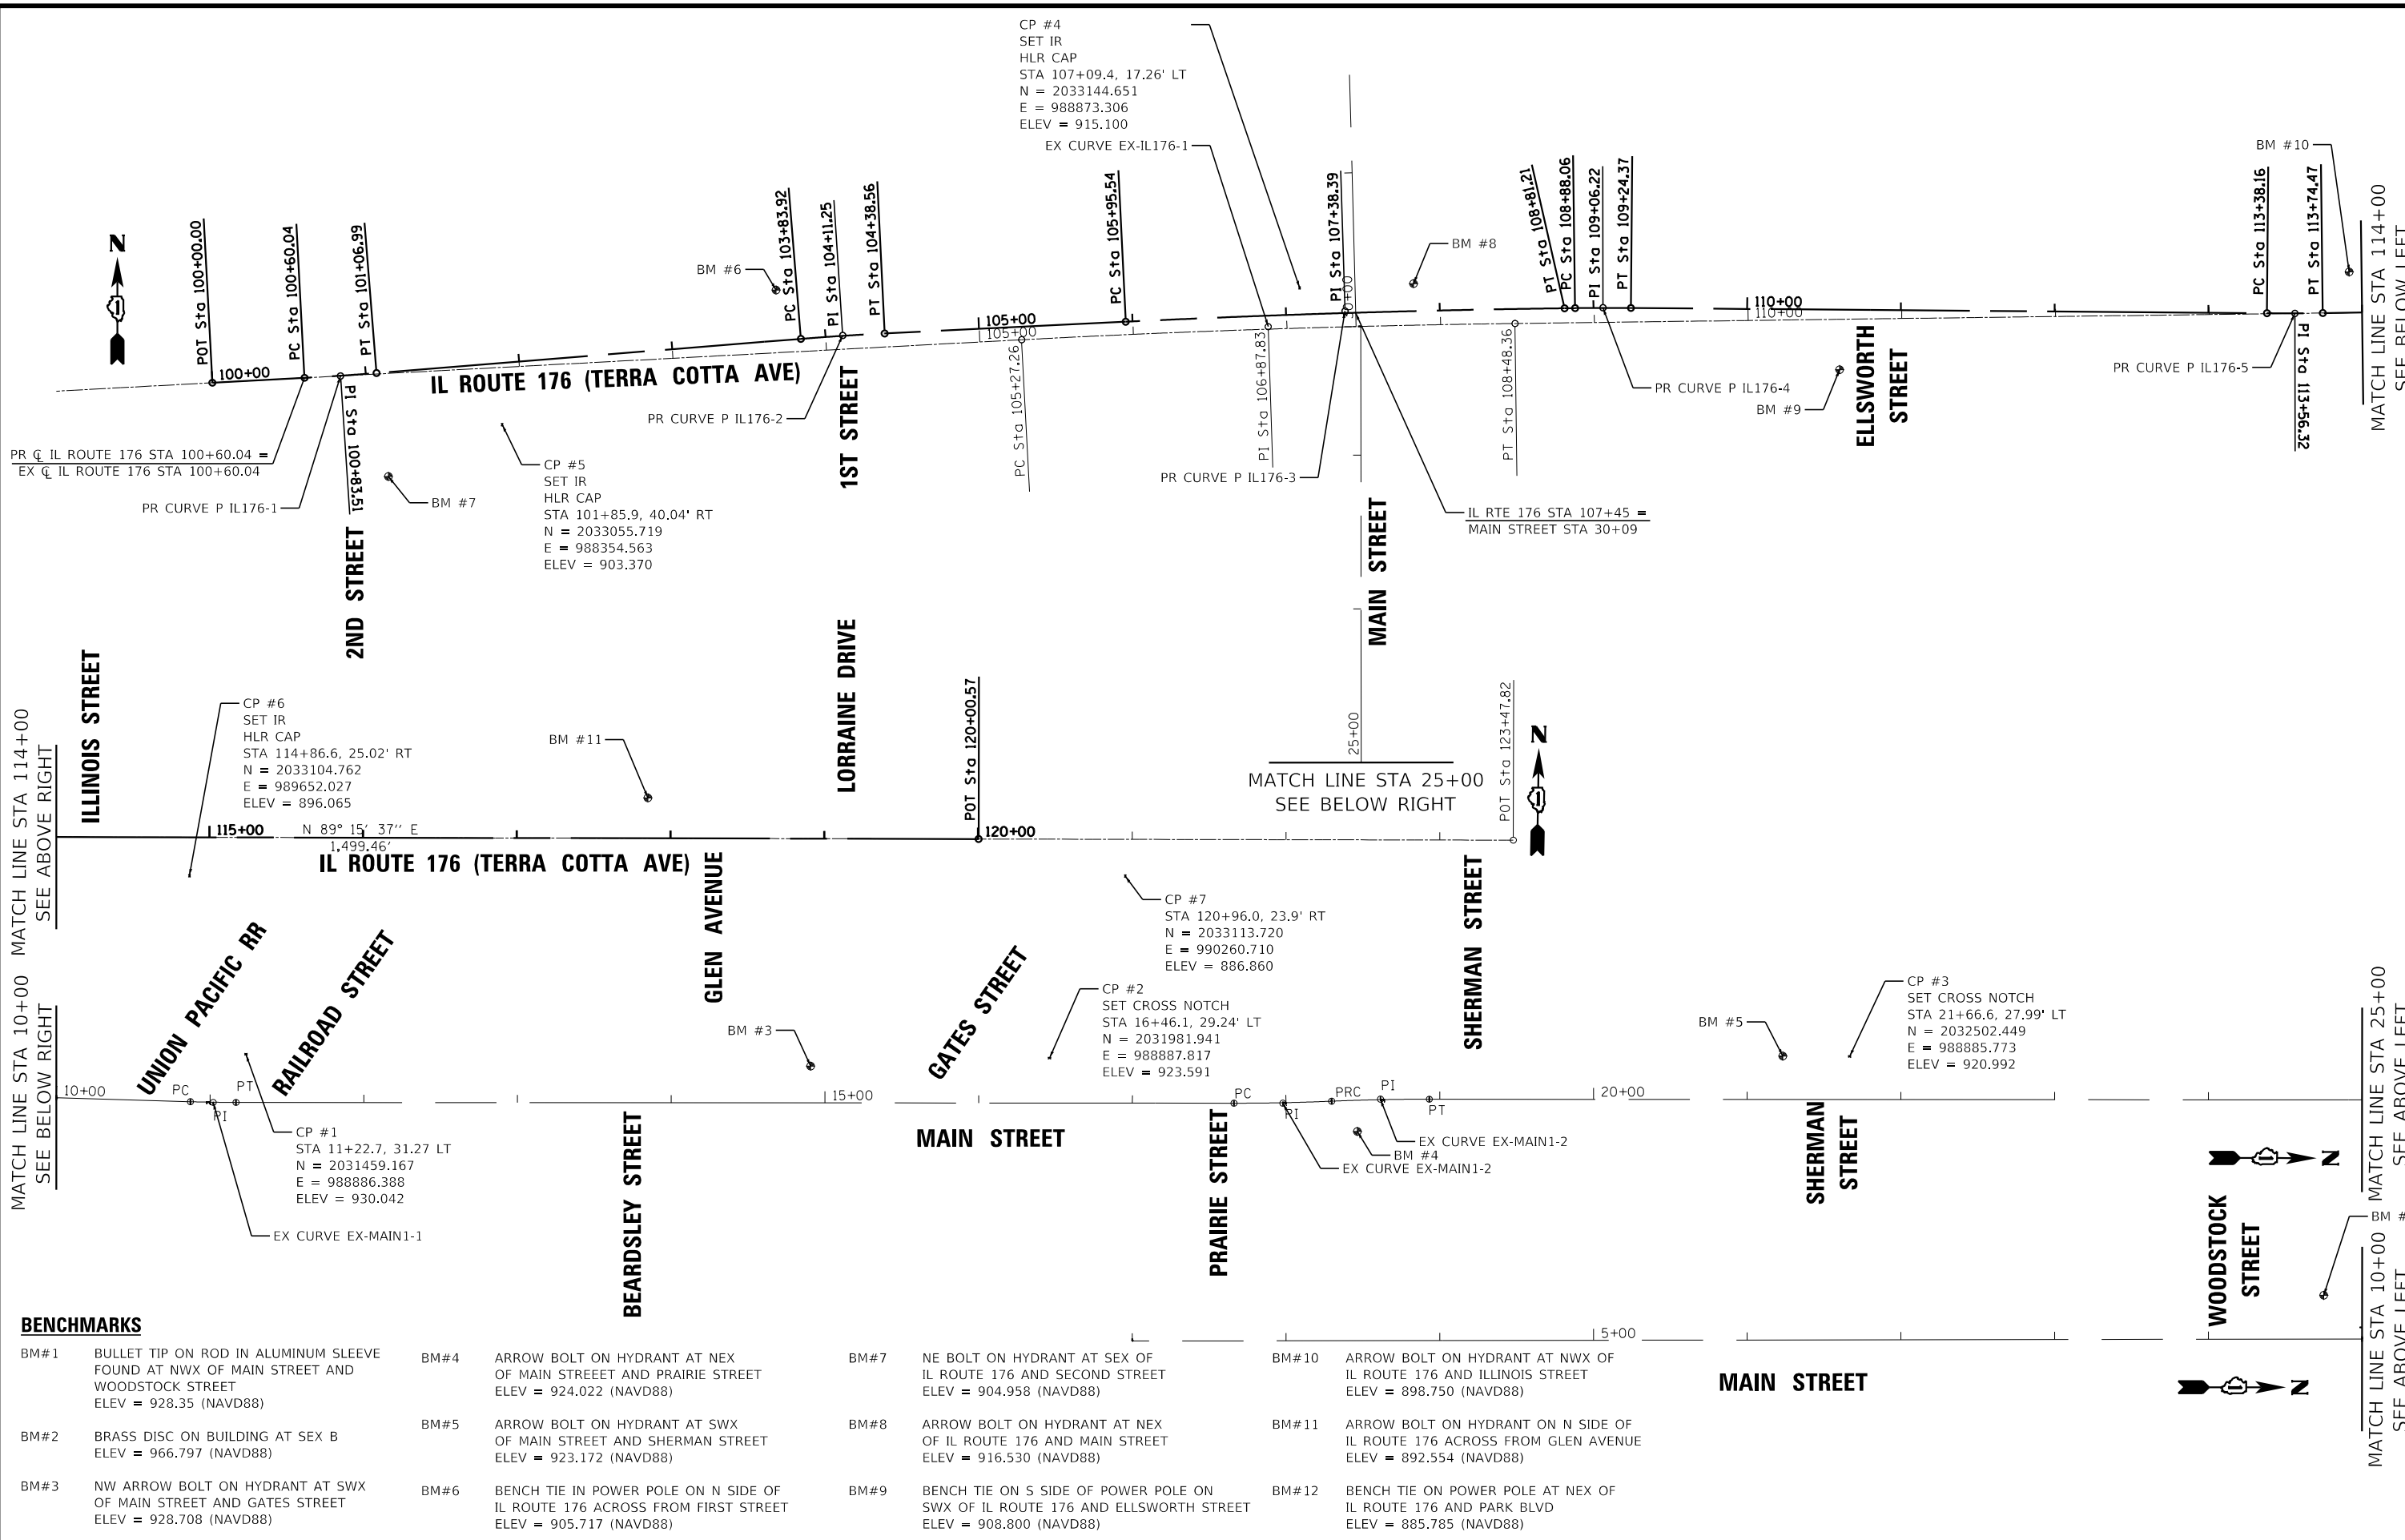 CP #4
SET IR
HLR CAP
STA 107+09.4, 17.26' LT
N = 2033144.651
E = 988873.306
ELEV = 915.100
EX CURVE EX-IL176-1
BM #10
N
POT Sta 100+00.00
PC Sta 100+60.04
PT Sta 101+06.99
BM #6
PC Sta 103+83.92
PI Sta 104+11.25
PT Sta 104+38.56
PC Sta 105+95.54
PI Sta 107+38.39
BM #8
PT Sta 108+81.21
PC Sta 108+88.06
PI Sta 109+06.22
PT Sta 109+24.37
PC Sta 113+38.16
PT Sta 113+74.47
MATCH LINE STA 114+00
SEE BELOW LEFT
100+00
105+00
105+00
110+00
110+00
IL ROUTE 176 (TERRA COTTA AVE)
PR CURVE P IL176-2
1ST STREET
PC Sta 105+27.26
PI Sta 106+87.83
PT Sta 108+48.36
PR CURVE P IL176-4
BM #9
ELLSWORTH
STREET
PR CURVE P IL176-5
PI Sta 113+56.32
PR ℄ IL ROUTE 176 STA 100+60.04 =
EX ℄ IL ROUTE 176 STA 100+60.04
PI Sta 100+83.51
PR CURVE P IL176-1
2ND STREET
BM #7
CP #5
SET IR
HLR CAP
STA 101+85.9, 40.04' RT
N = 2033055.719
E = 988354.563
ELEV = 903.370
PR CURVE P IL176-3
MAIN STREET
IL RTE 176 STA 107+45 =
MAIN STREET STA 30+09
25+00
MATCH LINE STA 25+00
SEE BELOW RIGHT
MATCH LINE STA 114+00
SEE ABOVE RIGHT
ILLINOIS STREET
CP #6
SET IR
HLR CAP
STA 114+86.6, 25.02' RT
N = 2033104.762
E = 989652.027
ELEV = 896.065
BM #11
LORRAINE DRIVE
POT Sta 120+00.57
POT Sta 123+47.82
N
115+00
N 89° 15' 37'' E
1,499.46'
120+00
IL ROUTE 176 (TERRA COTTA AVE)
GLEN AVENUE
CP #7
STA 120+96.0, 23.9' RT
N = 2033113.720
E = 990260.710
ELEV = 886.860
SHERMAN STREET
MATCH LINE STA 10+00
SEE BELOW RIGHT
UNION PACIFIC RR
RAILROAD STREET
BM #3
GATES STREET
CP #2
SET CROSS NOTCH
STA 16+46.1, 29.24' LT
N = 2031981.941
E = 988887.817
ELEV = 923.591
BM #5
CP #3
SET CROSS NOTCH
STA 21+66.6, 27.99' LT
N = 2032502.449
E = 988885.773
ELEV = 920.992
MATCH LINE STA 25+00
SEE ABOVE LEFT
10+00
PC
PI
PT
15+00
PC
PI
PRC
PI
PT
20+00
CP #1
STA 11+22.7, 31.27 LT
N = 2031459.167
E = 988886.388
ELEV = 930.042
EX CURVE EX-MAIN1-1
BEARDSLEY STREET
MAIN STREET
PRAIRIE STREET
EX CURVE EX-MAIN1-2
BM #4
EX CURVE EX-MAIN1-2
SHERMAN
STREET
N
WOODSTOCK
STREET
MATCH LINE STA 10+00
SEE ABOVE LEFT
5+00
MAIN STREET
N
BENCHMARKS
BM#1 BULLET TIP ON ROD IN ALUMINUM SLEEVE
FOUND AT NWX OF MAIN STREET AND
WOODSTOCK STREET
ELEV = 928.35 (NAVD88)
BM#2 BRASS DISC ON BUILDING AT SEX B
ELEV = 966.797 (NAVD88)
BM#3 NW ARROW BOLT ON HYDRANT AT SWX
OF MAIN STREET AND GATES STREET
ELEV = 928.708 (NAVD88)
BM#4 ARROW BOLT ON HYDRANT AT NEX
OF MAIN STREEET AND PRAIRIE STREET
ELEV = 924.022 (NAVD88)
BM#5 ARROW BOLT ON HYDRANT AT SWX
OF MAIN STREET AND SHERMAN STREET
ELEV = 923.172 (NAVD88)
BM#6 BENCH TIE IN POWER POLE ON N SIDE OF
IL ROUTE 176 ACROSS FROM FIRST STREET
ELEV = 905.717 (NAVD88)
BM#7 NE BOLT ON HYDRANT AT SEX OF
IL ROUTE 176 AND SECOND STREET
ELEV = 904.958 (NAVD88)
BM#8 ARROW BOLT ON HYDRANT AT NEX
OF IL ROUTE 176 AND MAIN STREET
ELEV = 916.530 (NAVD88)
BM#9 BENCH TIE ON S SIDE OF POWER POLE ON
SWX OF IL ROUTE 176 AND ELLSWORTH STREET
ELEV = 908.800 (NAVD88)
BM#10 ARROW BOLT ON HYDRANT AT NWX OF
IL ROUTE 176 AND ILLINOIS STREET
ELEV = 898.750 (NAVD88)
BM#11 ARROW BOLT ON HYDRANT ON N SIDE OF
IL ROUTE 176 ACROSS FROM GLEN AVENUE
ELEV = 892.554 (NAVD88)
BM#12 BENCH TIE ON POWER POLE AT NEX OF
IL ROUTE 176 AND PARK BLVD
ELEV = 885.785 (NAVD88)